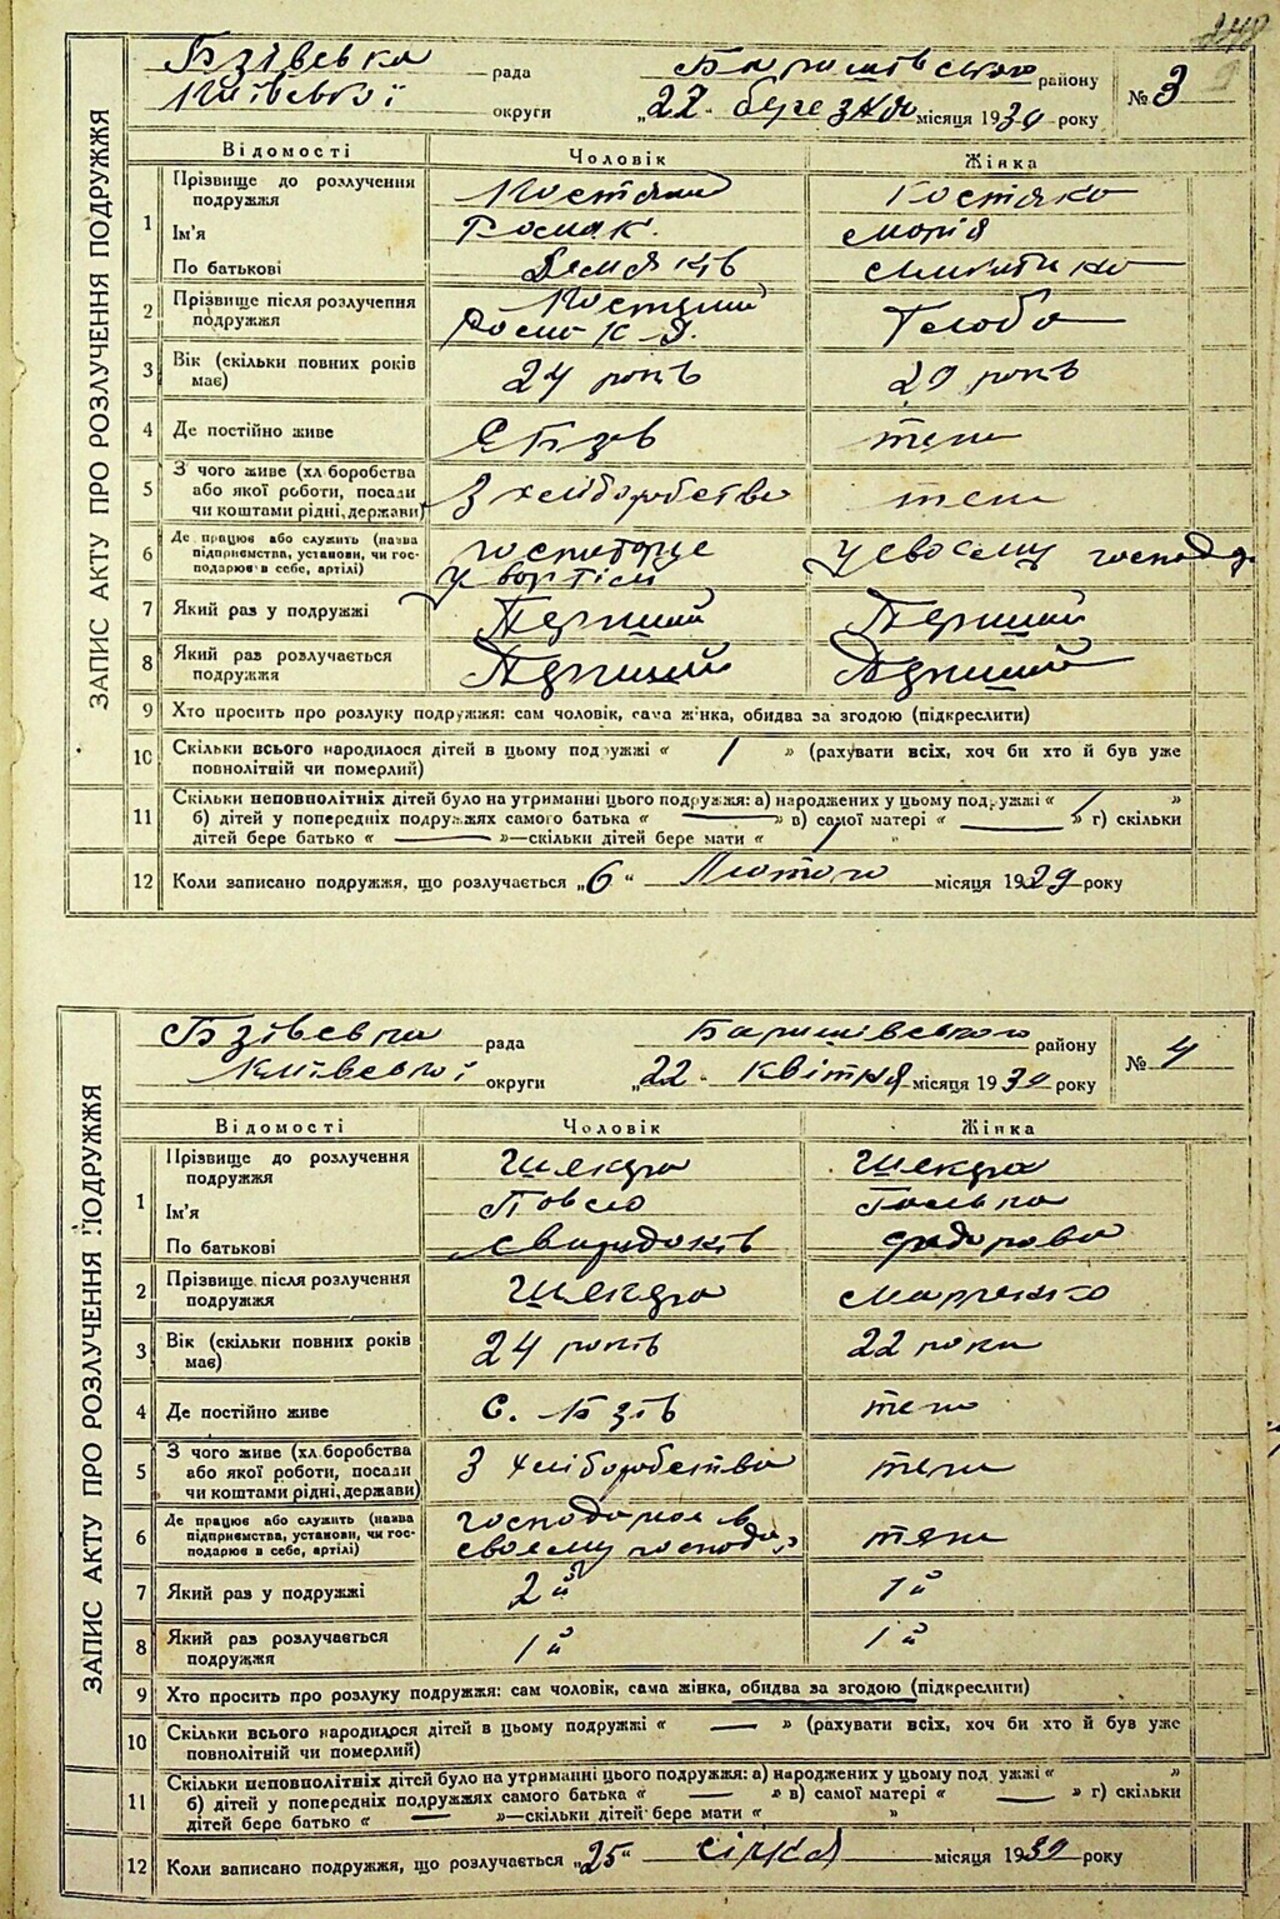 Бзівська рада Баришівського району № 3
Київської округи „22 - березня місяця 1930 року
ЗАПИС АКТУ ПРО РОЗЛУЧЕННЯ ПОДРУЖЖЯ
Відомості Чоловік Жінка
1 Прізвище до розлучення подружжя
Ім'я Марія
По батькові
2 Прізвище після розлучення подружжя
3 Вік (скільки повних років має) 24 років 20 років
4 Де постійно живе С Бзів теж
5 З чого живе (хліборобства або якої роботи, посади чи коштами рідні, держави) З хліборобства теж
6 Де працює або служить (назва підприємства, установи, чи господарює в себе, артілі) у своєму господ
7 Який раз у подружжі Перший Перший
8 Який раз розлучається подружжя Перший Перший
9 Хто просить про розлуку подружжя: сам чоловік, сама жінка, обидва за згодою (підкреслити)
10 Скільки всього народилося дітей в цьому подружжі « 1 » (рахувати всіх, хоч би хто й був уже
повнолітній чи померлий)
11 Скільки неповнолітніх дітей було на утриманні цього подружжя: а) народжених у цьому подружжі « 1 »
б) дітей у попередніх подружжях самого батька « — » в) самої матері « — » г) скільки
дітей бере батько « — »—скільки дітей бере мати « 1 "
12 Коли записано подружжя, що розлучається „6“ Лютого місяця 1929 року
Бзівська рада Баришівського району № 4
Київської округи „22 - квітня місяця 1930 року
ЗАПИС АКТУ ПРО РОЗЛУЧЕННЯ ПОДРУЖЖЯ
Відомості Чоловік Жінка
1 Прізвище до розлучення подружжя
Ім'я Павло Галька
По батькові Свиридонів Федорова
2 Прізвище після розлучення подружжя
3 Вік (скільки повних років має) 24 років 22 роки
4 Де постійно живе С. Бзів теж
5 З чого живе (хліборобства або якої роботи, посади чи коштами рідні, держави) З хліборобства теж
6 Де працює або служить (назва підприємства, установи, чи господарює в себе, артілі) господарює в своєму господ. теж
7 Який раз у подружжі 2й 1й
8 Який раз розлучається подружжя 1й 1й
9 Хто просить про розлуку подружжя: сам чоловік, сама жінка, обидва за згодою (підкреслити)
10 Скільки всього народилося дітей в цьому подружжі « — » (рахувати всіх, хоч би хто й був уже
повнолітній чи померлий)
11 Скільки неповнолітніх дітей було на утриманні цього подружжя: а) народжених у цьому подружжі « »
б) дітей у попередніх подружжях самого батька « — » в) самої матері « — » г) скільки
дітей бере батько « — »—скільки дітей бере мати « »
12 Коли записано подружжя, що розлучається „25“ січня місяця 1930 року